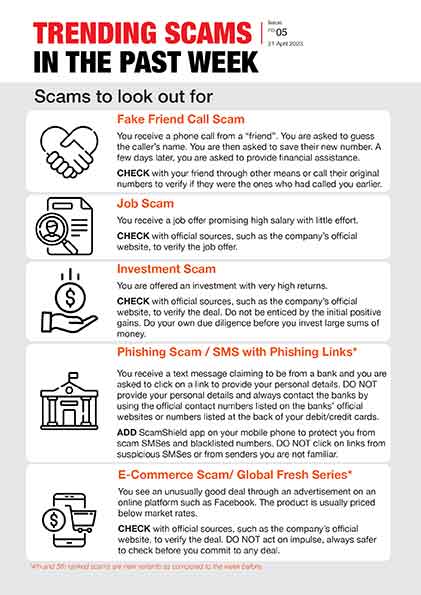 TRENDING SCAMS
IN THE PAST WEEK
Issue
no 05
21 April 2023
Scams to look out for
Fake Friend Call Scam
You receive a phone call from a “friend”. You are asked to guess
the caller’s name. You are then asked to save their new number. A
few days later, you are asked to provide financial assistance.
CHECK with your friend through other means or call their original
numbers to verify if they were the ones who had called you earlier.
Job Scam
You receive a job offer promising high salary with little effort.
CHECK with official sources, such as the company’s official
website, to verify the job offer.
Investment Scam
You are offered an investment with very high returns.
CHECK with official sources, such as the company’s official
website, to verify the deal. Do not be enticed by the initial positive
gains. Do your own due diligence before you invest large sums of
money.
Phishing Scam / SMS with Phishing Links*
You receive a text message claiming to be from a bank and you are
asked to click on a link to provide your personal details. DO NOT
provide your personal details and always contact the banks by
using the official contact numbers listed on the banks’ official
websites or numbers listed at the back of your debit/credit cards.
ADD ScamShield app on your mobile phone to protect you from
scam SMSes and blacklisted numbers. DO NOT click on links from
suspicious SMSes or from senders you are not familiar.
E-Commerce Scam/ Global Fresh Series*
You see an unusually good deal through an advertisement on an
online platform such as Facebook. The product is usually priced
below market rates.
CHECK with official sources, such as the company’s official
website, to verify the deal. DO NOT act on impulse, always safer
to check before you commit to any deal.
*4th and 5th ranked scams are new variants as compared to the week before.